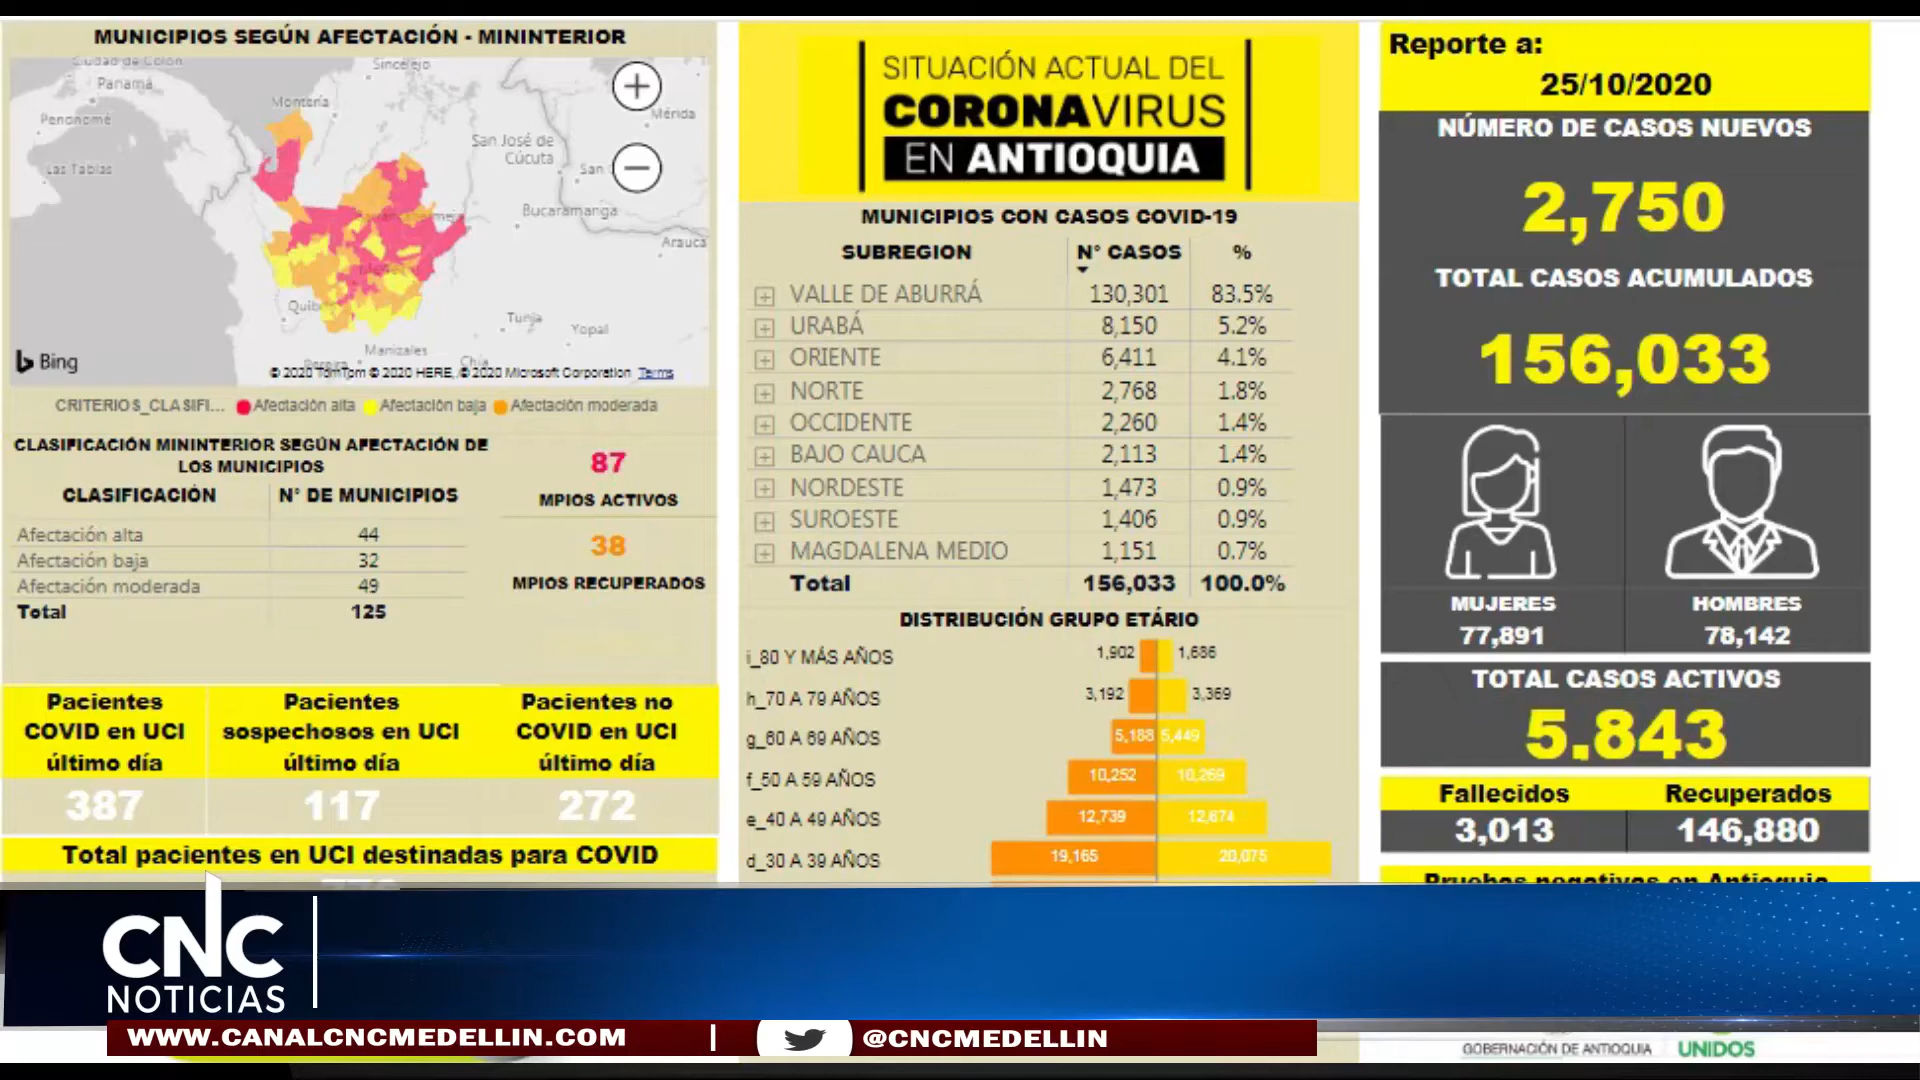 MUNICIPIOS SEGÚN AFECTACIÓN - MININTERIOR
Ciudad de Colón
Sincelejo
Panamá
Montería
Penonomé
Mérida
San José de
Cúcuta
Las Tablas
San
Bucaramanga
Arauca
Quib
Tunja
Yopal
Manizales
Pereira
Chía
Bing
© 2020 TomTom © 2020 HERE, © 2020 Microsoft Corporation Terms
CRITERIOS_CLASIFI... Afectación alta Afectación baja Afectación moderada
CLASIFICACIÓN MININTERIOR SEGÚN AFECTACIÓN DE
LOS MUNICIPIOS
CLASIFICACIÓN N° DE MUNICIPIOS
Afectación alta 44
Afectación baja 32
Afectación moderada 49
Total 125
87
MPIOS ACTIVOS
38
MPIOS RECUPERADOS
Pacientes
COVID en UCI
último día
387
Pacientes
sospechosos en UCI
último día
117
Pacientes no
COVID en UCI
último día
272
Total pacientes en UCI destinadas para COVID
SITUACIÓN ACTUAL DEL
CORONAVIRUS
EN ANTIOQUIA
MUNICIPIOS CON CASOS COVID-19
SUBREGION N° CASOS %
VALLE DE ABURRÁ 130,301 83.5%
URABÁ 8,150 5.2%
ORIENTE 6,411 4.1%
NORTE 2,768 1.8%
OCCIDENTE 2,260 1.4%
BAJO CAUCA 2,113 1.4%
NORDESTE 1,473 0.9%
SUROESTE 1,406 0.9%
MAGDALENA MEDIO 1,151 0.7%
Total 156,033 100.0%
DISTRIBUCIÓN GRUPO ETÁRIO
i_80 Y MÁS AÑOS 1,902 1,686
h_70 A 79 AÑOS 3,192 3,369
g_60 A 69 AÑOS 5,188 5,449
f_50 A 59 AÑOS 10,252 10,269
e_40 A 49 AÑOS 12,739 12,674
d_30 A 39 AÑOS 19,165 20,075
Reporte a:
25/10/2020
NÚMERO DE CASOS NUEVOS
2,750
TOTAL CASOS ACUMULADOS
156,033
MUJERES
77,891
HOMBRES
78,142
TOTAL CASOS ACTIVOS
5.843
Fallecidos Recuperados
3,013 146,880
Pruebas negativas en Antioquia
CNC
NOTICIAS
WWW.CANALCNCMEDELLIN.COM | @CNCMEDELLIN
GOBERNACIÓN DE ANTIOQUIA UNIDOS